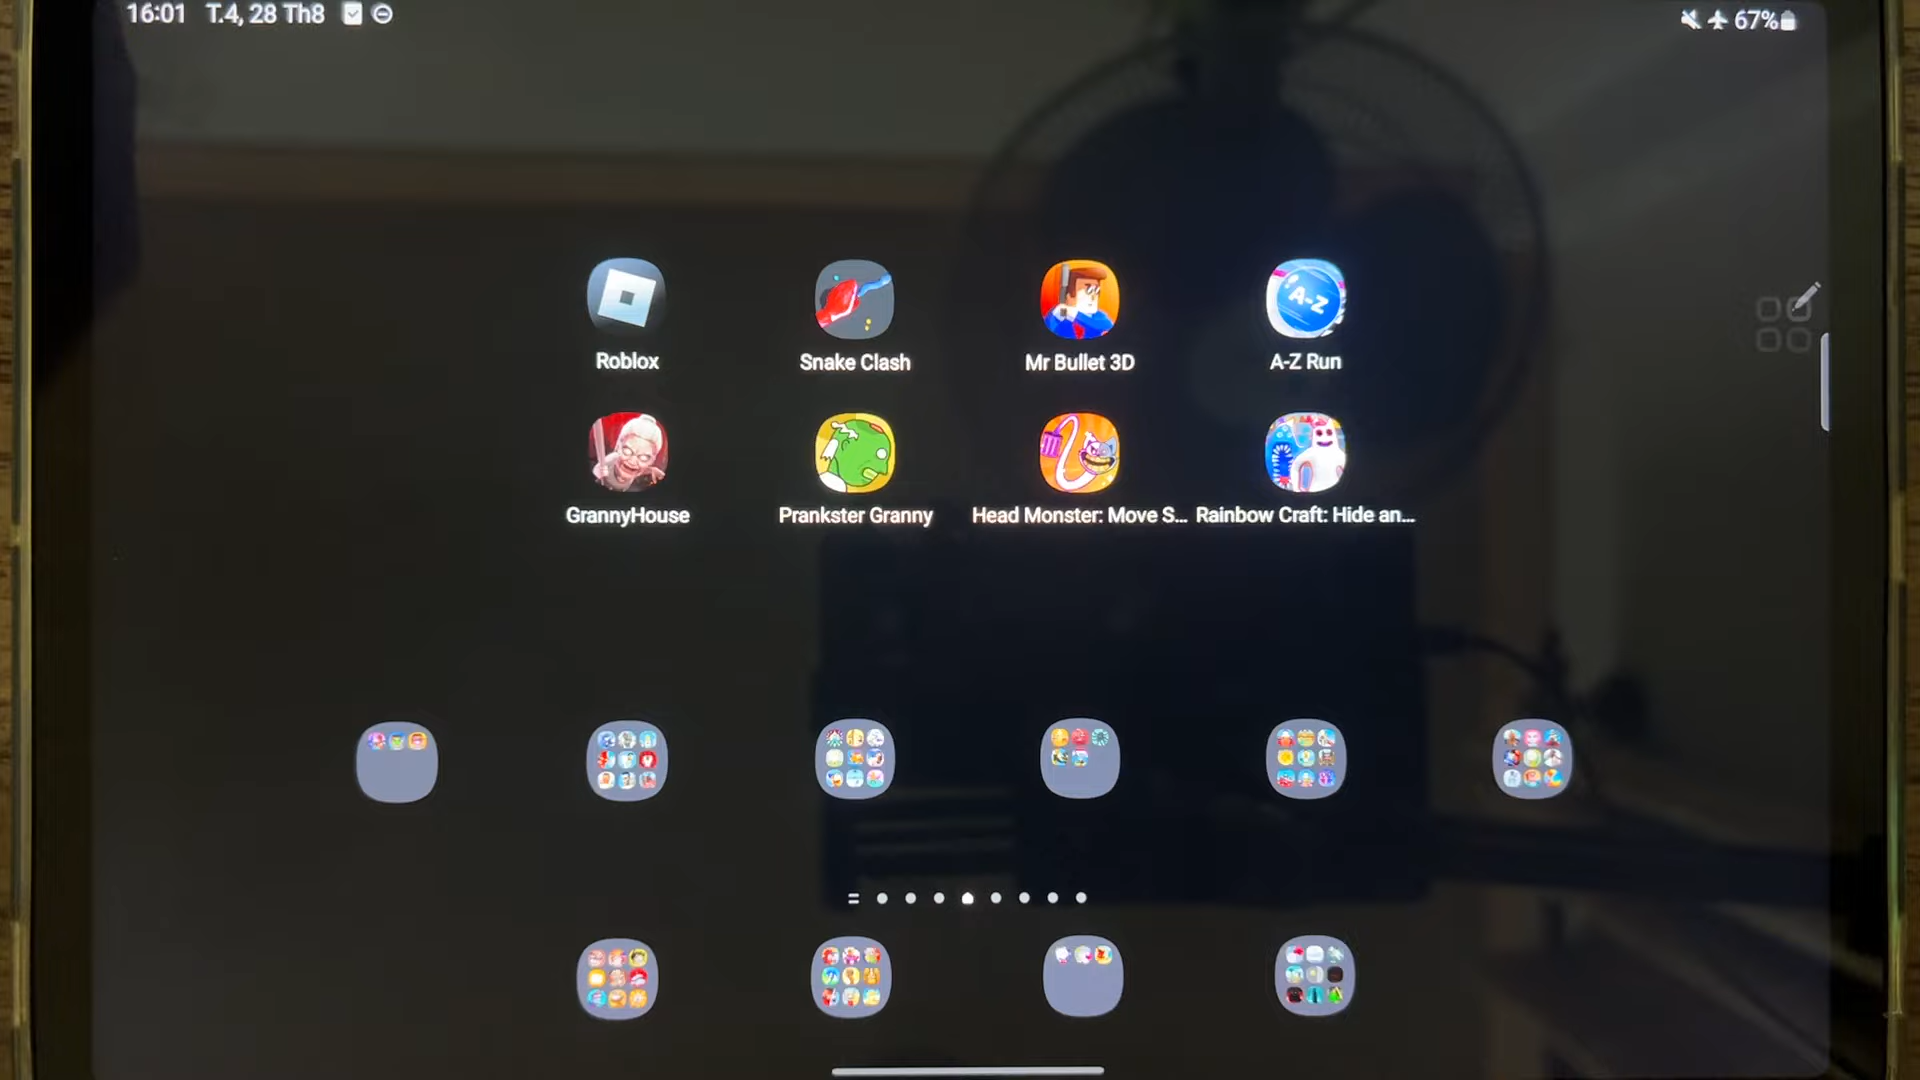 16:01 T.4, 28 Th8
67%
Roblox
Snake Clash
Mr Bullet 3D
A-Z
A-Z Run
GrannyHouse
Prankster Granny
Head Monster: Move S...
Rainbow Craft: Hide an...